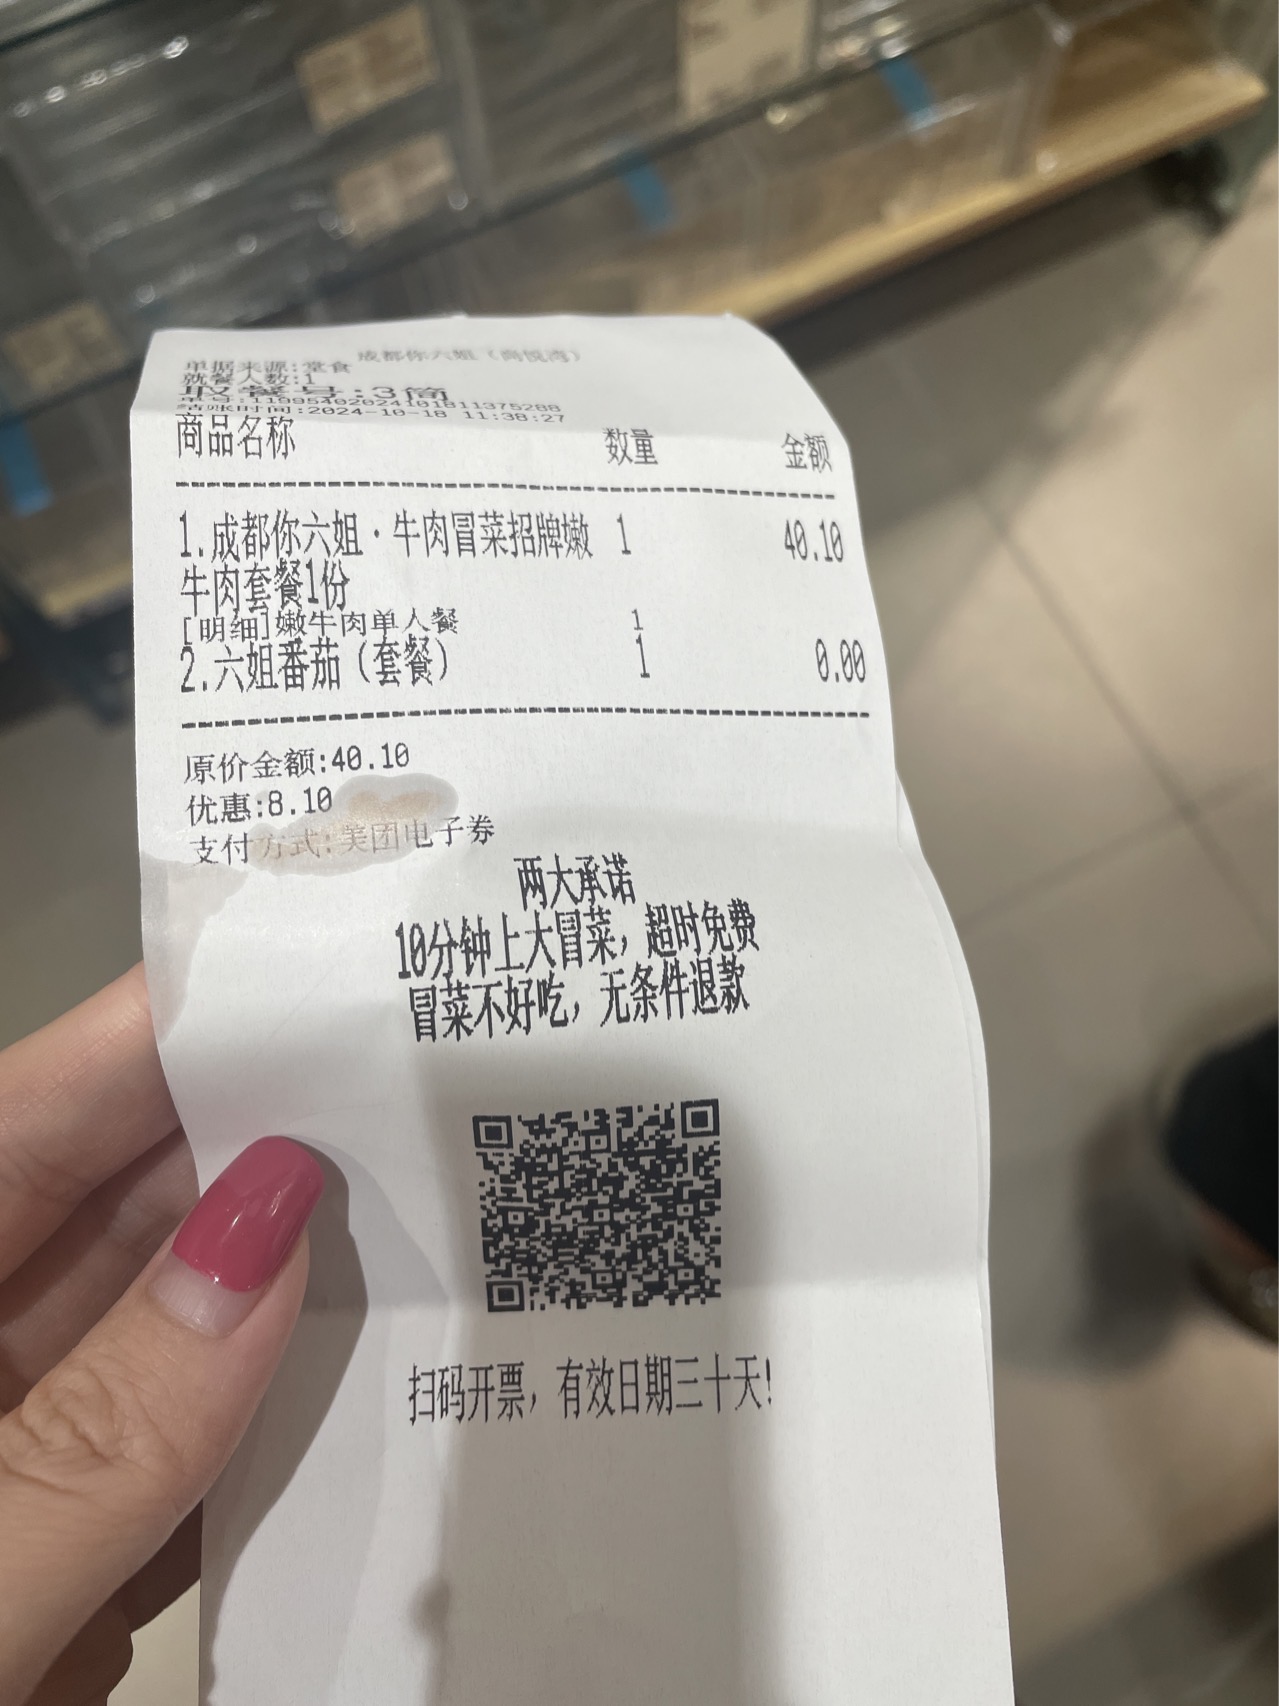 成都你六姐（尚悦湾）
单据来源:堂食
就餐人数:1
取餐号:3筒
单号:11995402024101811375288
结账时间:2024-10-18 11:38:27
商品名称 数量 金额
1.成都你六姐·牛肉冒菜招牌嫩 1 40.10
牛肉套餐1份
[明细]嫩牛肉单人餐 1
2.六姐番茄（套餐） 1 0.00
原价金额:40.10
优惠:8.10
支付方式:美团电子券
两大承诺
10分钟上大冒菜，超时免费
冒菜不好吃，无条件退款
扫码开票，有效日期三十天!